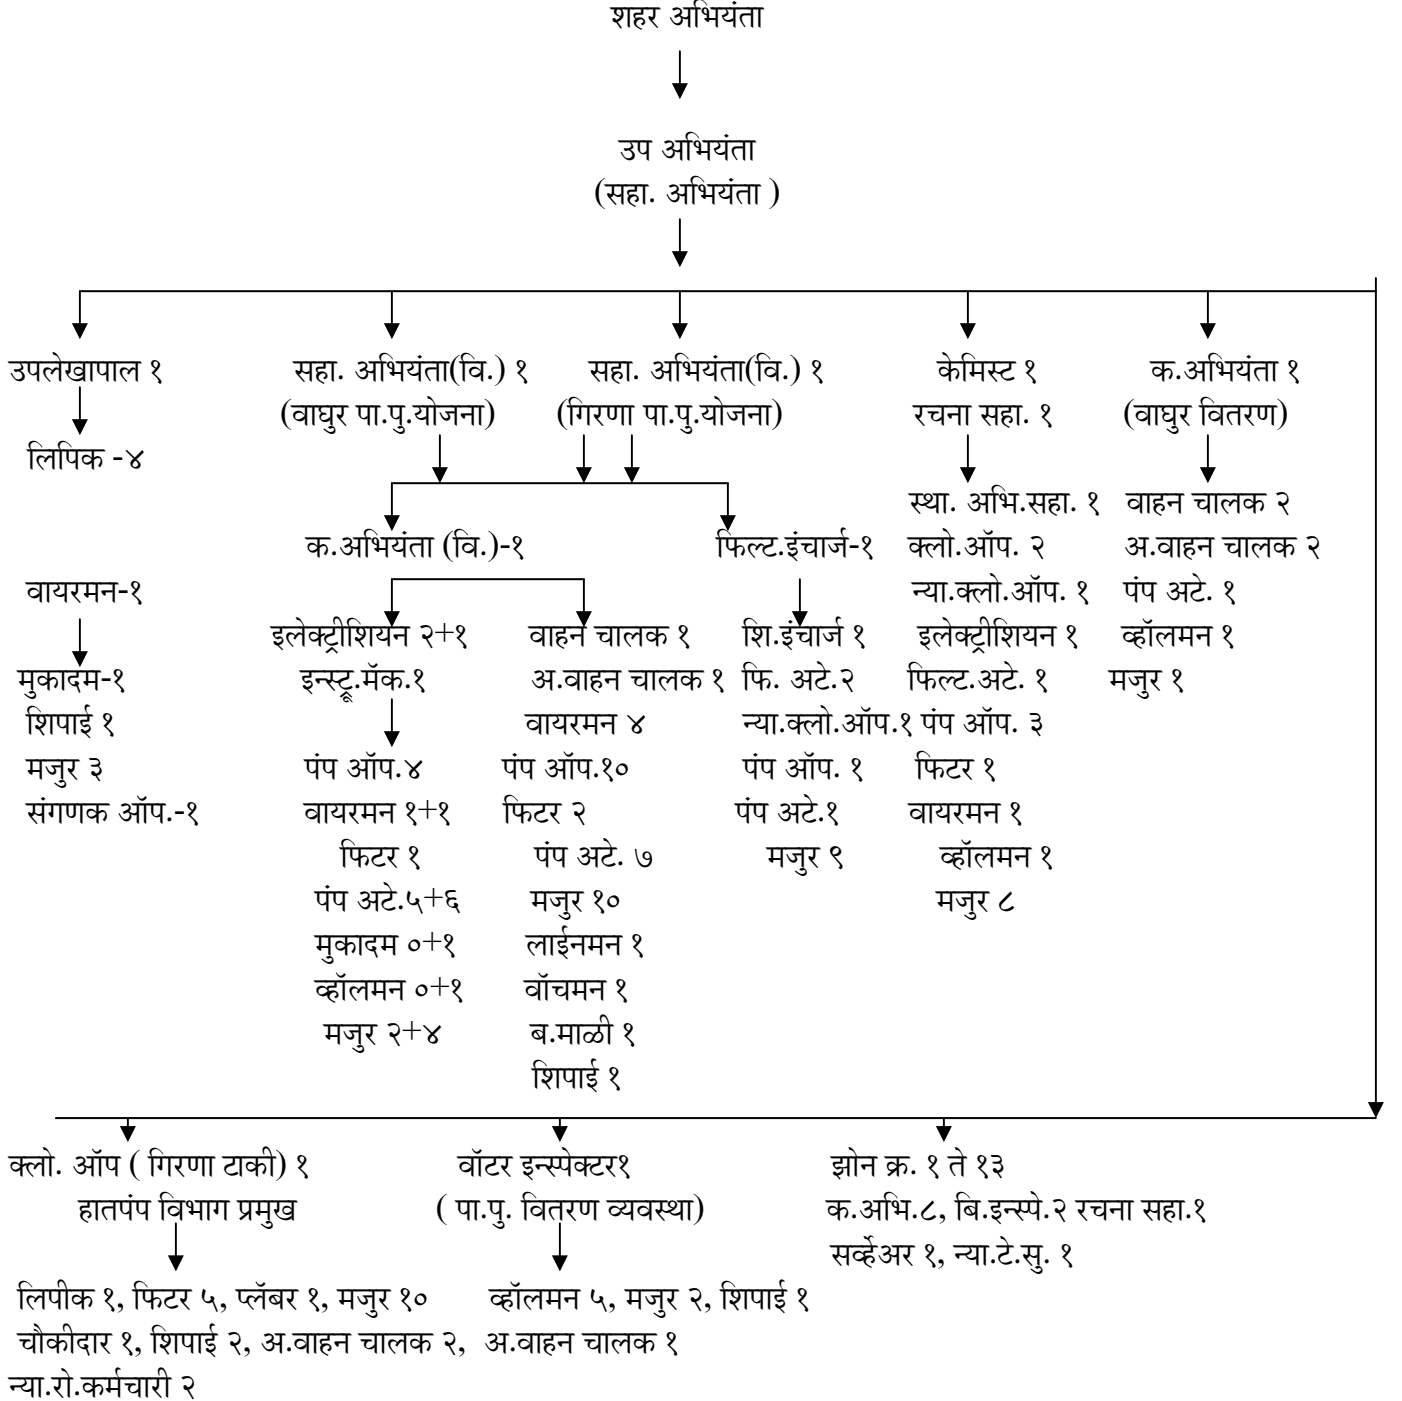 शहर अभियंता
उप अभियंता
(सहा. अभियंता )
उपलेखापाल १
लिपिक -४
वायरमन-१
मुकादम-१
शिपाई १
मजुर ३
संगणक ऑप.-१
सहा. अभियंता(वि.) १
(वाघुर पा.पु.योजना)
सहा. अभियंता(वि.) १
(गिरणा पा.पु.योजना)
क.अभियंता (वि.)-१
इलेक्ट्रीशियन २+१
इन्स्ट्रू.मॅक.१
पंप ऑप.४
वायरमन १+१
फिटर १
पंप अटे.५+६
मुकादम ०+१
व्हॉलमन ०+१
मजुर २+४
वाहन चालक १
अ.वाहन चालक १
वायरमन ४
पंप ऑप.१०
फिटर २
पंप अटे. ७
मजुर १०
लाईनमन १
वॉचमन १
ब.माळी १
शिपाई १
फिल्ट.इंचार्ज-१
शि.इंचार्ज १
फि. अटे.२
न्या.क्लो.ऑप.१
पंप ऑप. १
पंप अटे.१
मजुर ९
केमिस्ट १
रचना सहा. १
स्था. अभि.सहा. १
क्लो.ऑप. २
न्या.क्लो.ऑप. १
इलेक्ट्रीशियन १
फिल्ट.अटे. १
पंप ऑप. ३
फिटर १
वायरमन १
व्हॉलमन १
मजुर ८
क.अभियंता १
(वाघुर वितरण)
वाहन चालक २
अ.वाहन चालक २
पंप अटे. १
व्हॉलमन १
मजुर १
क्लो. ऑप ( गिरणा टाकी) १
हातपंप विभाग प्रमुख
लिपीक १, फिटर ५, प्लॅबर १, मजुर १०
चौकीदार १, शिपाई २, अ.वाहन चालक २,
न्या.रो.कर्मचारी २
वॉटर इन्स्पेक्टर१
( पा.पु. वितरण व्यवस्था)
व्हॉलमन ५, मजुर २, शिपाई १
अ.वाहन चालक १
झोन क्र. १ ते १३
क.अभि.८, बि.इन्स्पे.२ रचना सहा.१
सर्व्हेअर १, न्या.टे.सु. १